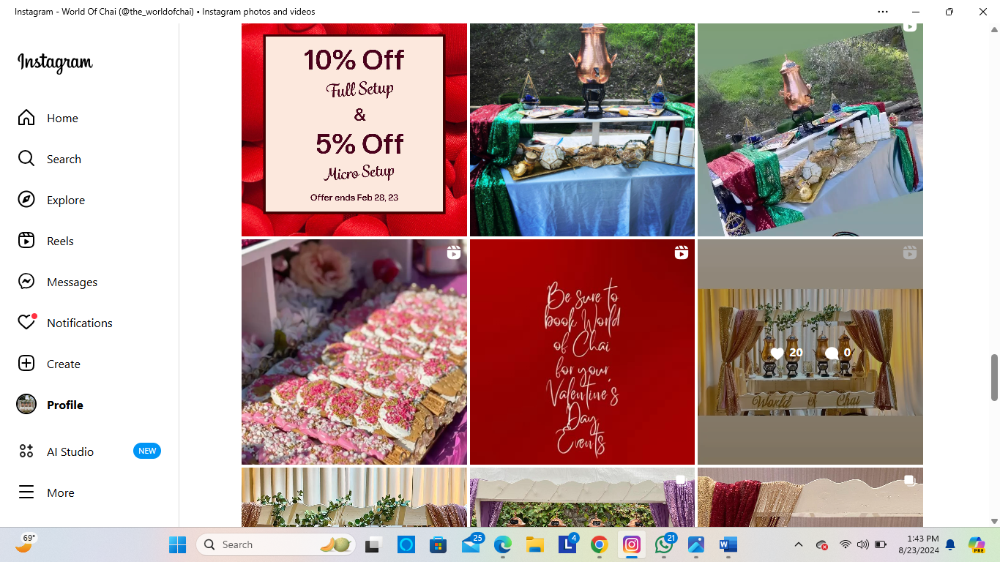 Instagram - World Of Chai (@the_worldofchai) • Instagram photos and videos
Instagram
Home
Search
Explore
Reels
Messages
Notifications
Create
Profile
AI Studio NEW
More
10% Off
Full Setup
&
5% Off
Micro Setup
Offer ends Feb 28, 23
Be sure to
book World
of Chai
for your
Valentine's
Day
Events
20 0
World Of Chai
69°
Search
25
4
21
1:43 PM
8/23/2024
PRE